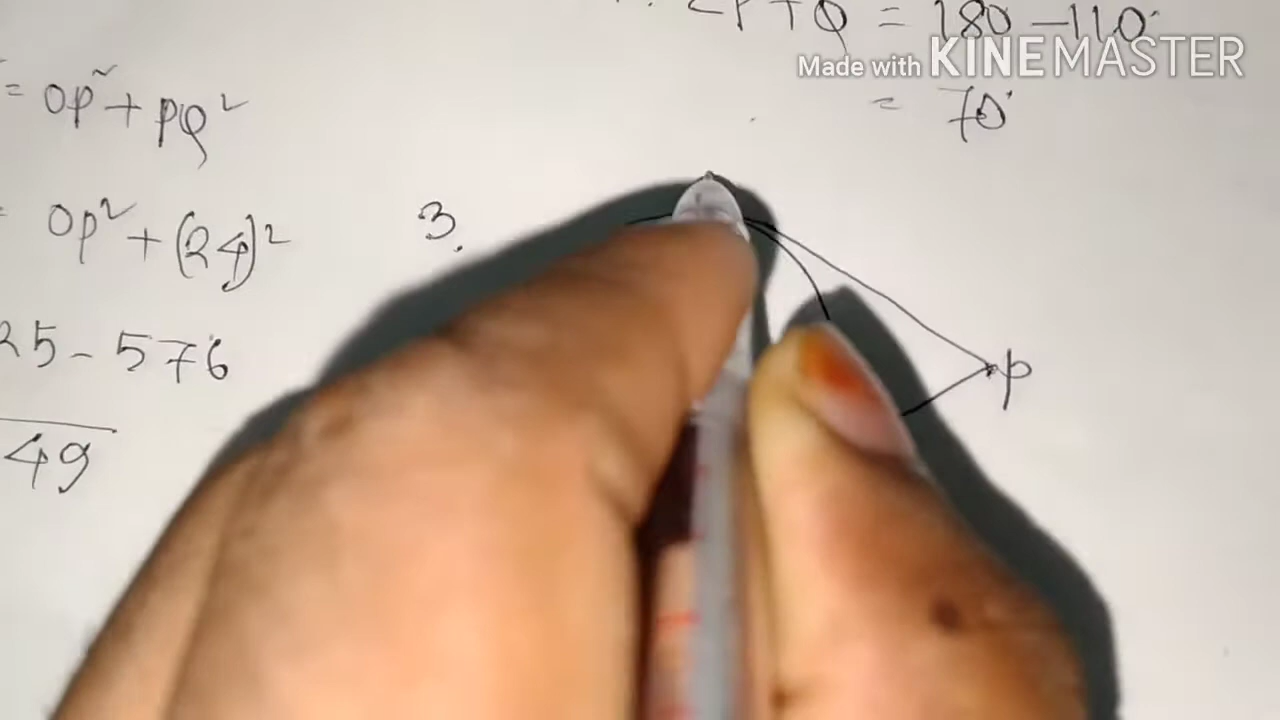 ∠P + Q = 180 - 110°
Made with KINEMASTER
= 70°
= OP² + PQ²
= OP² + (24)²
25 - 576
49
3.
P